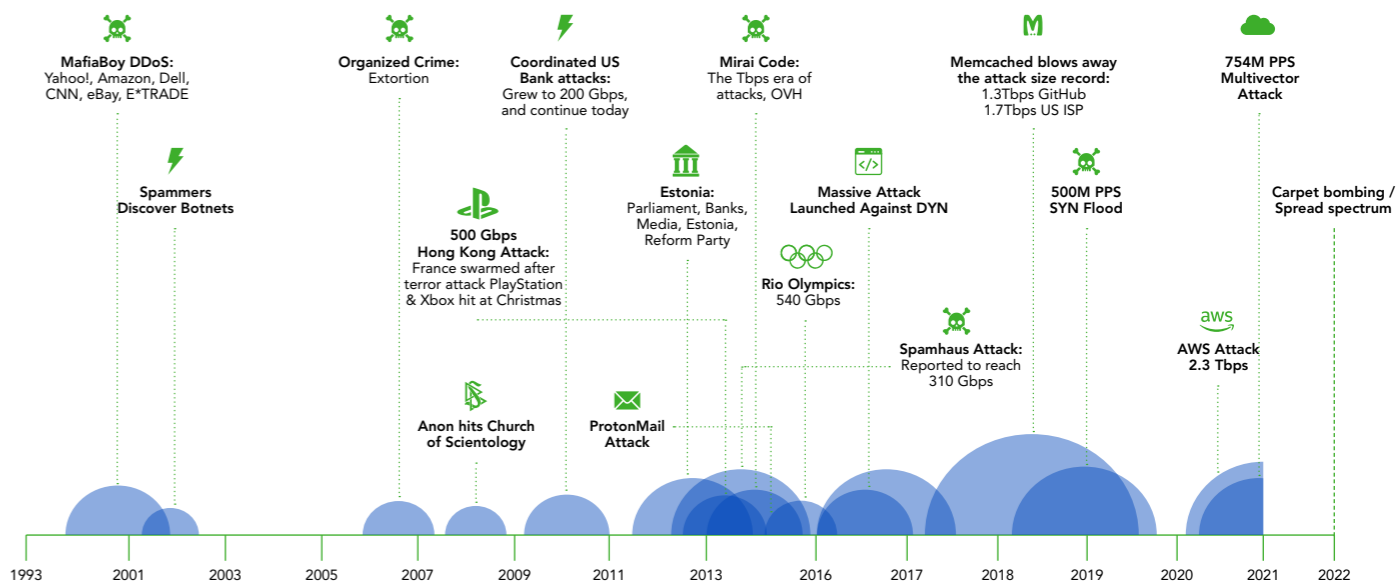 MafiaBoy DDoS:
Yahoo!, Amazon, Dell,
CNN, eBay, E*TRADE
Organized Crime:
Extortion
Coordinated US
Bank attacks:
Grew to 200 Gbps,
and continue today
Mirai Code:
The Tbps era of
attacks, OVH
Memcached blows away
the attack size record:
1.3Tbps GitHub
1.7Tbps US ISP
754M PPS
Multivector
Attack
Spammers
Discover Botnets
500 Gbps
Hong Kong Attack:
France swarmed after
terror attack PlayStation
& Xbox hit at Christmas
Estonia:
Parliament, Banks,
Media, Estonia,
Reform Party
Massive Attack
Launched Against DYN
500M PPS
SYN Flood
Carpet bombing /
Spread spectrum
Rio Olympics:
540 Gbps
Spamhaus Attack:
Reported to reach
310 Gbps
aws
AWS Attack
2.3 Tbps
Anon hits Church
of Scientology
ProtonMail
Attack
1993
2001
2003
2005
2007
2009
2011
2013
2016
2017
2018
2019
2020
2021
2022